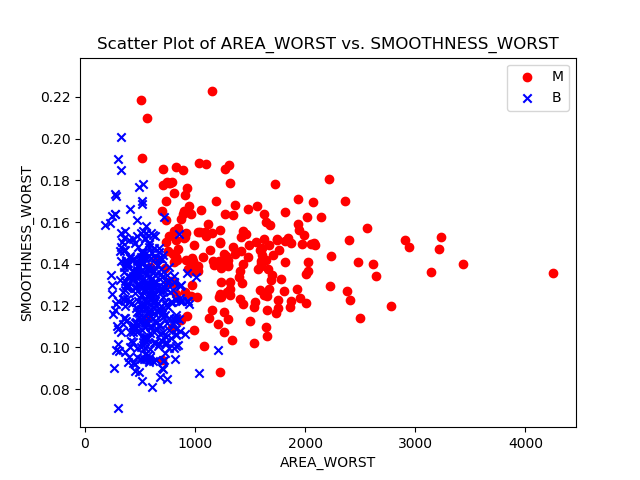 Scatter Plot of AREA_WORST vs. SMOOTHNESS_WORST
M
B
0.22
0.20
0.18
0.16
0.14
0.12
0.10
0.08
SMOOTHNESS_WORST
0
1000
2000
3000
4000
AREA_WORST